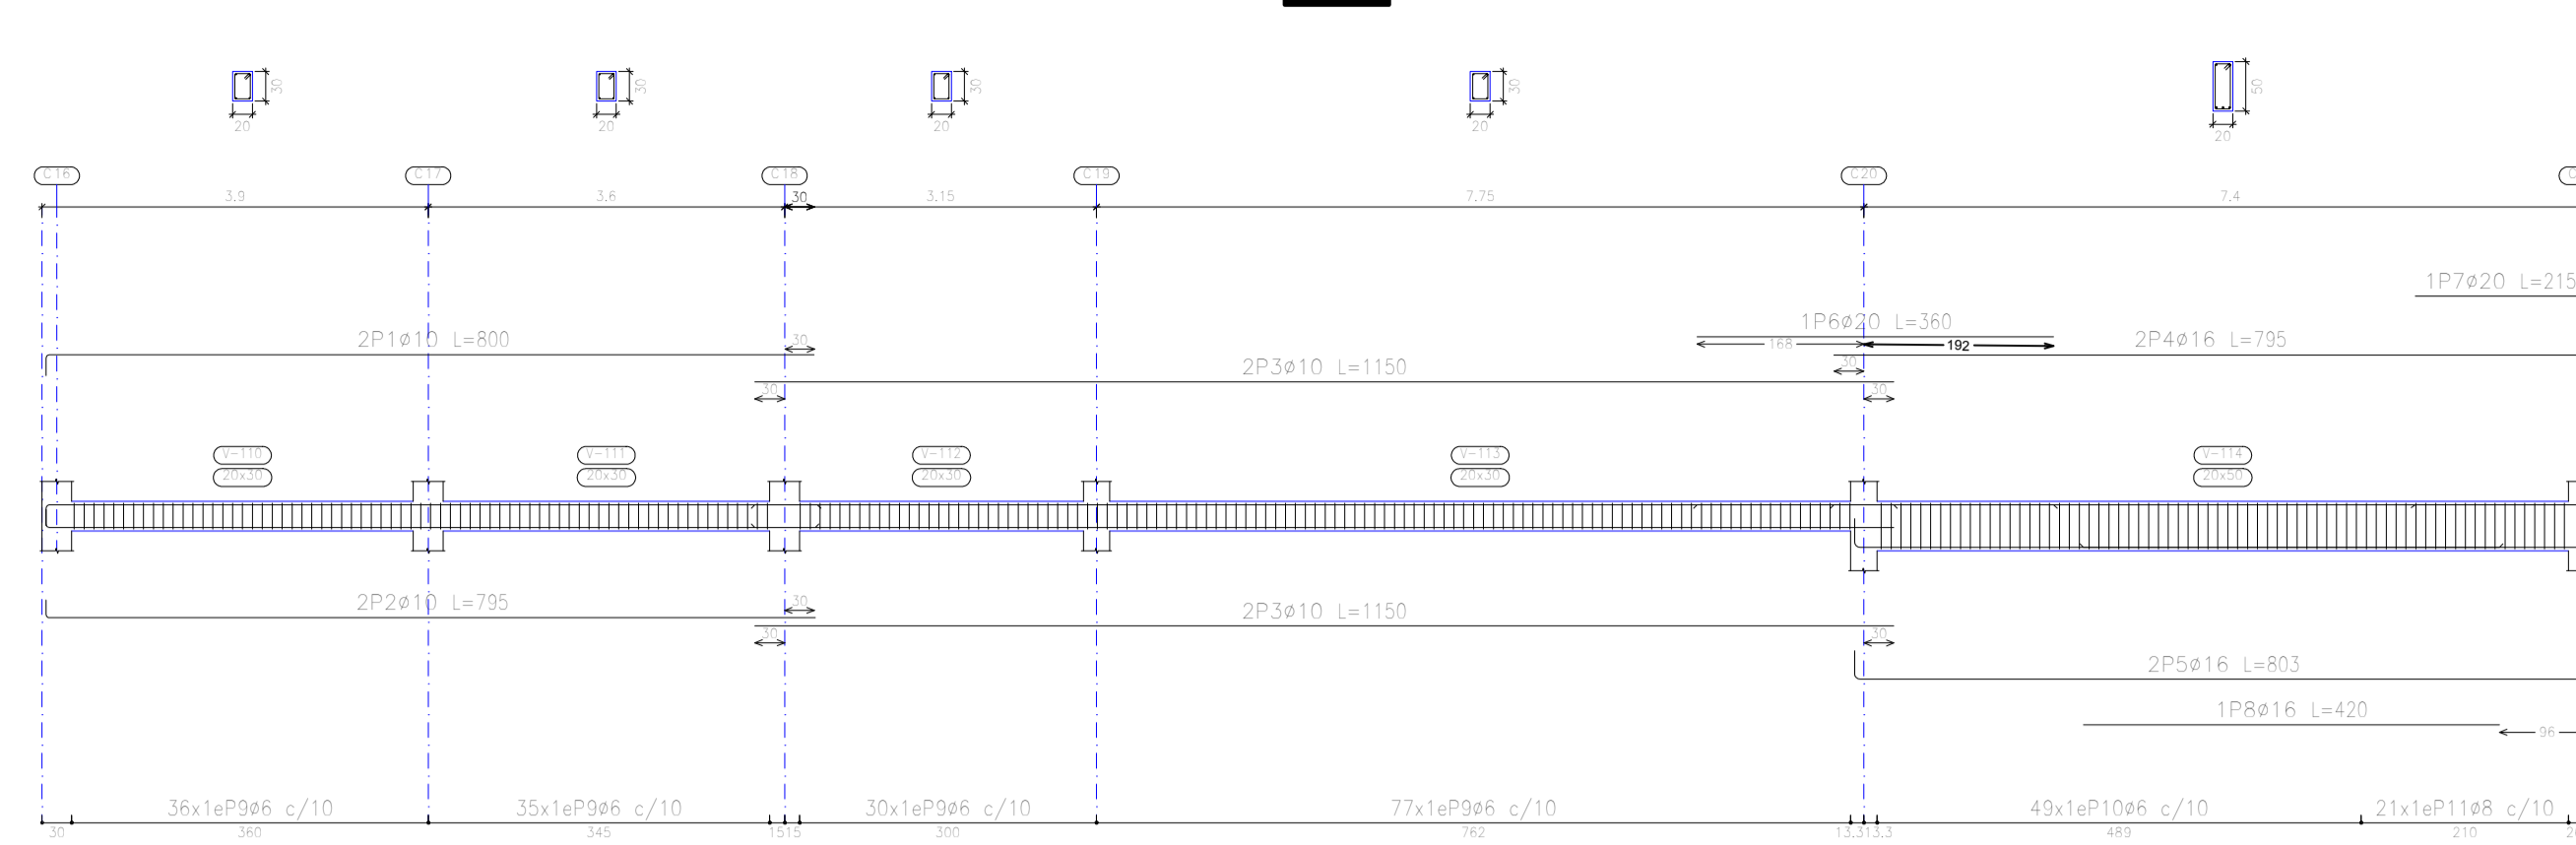 30 30 30 30 50
20 20 20 20 20
C16 C17 C18 C19 C20 C
3.9 3.6 30 3.15 7.75 7.4
1P7ø20 L=215
1P6ø20 L=360
2P1ø10 L=800 30 168 192 2P4ø16 L=795
2P3ø10 L=1150 30
30 30
V-110 V-111 V-112 V-113 V-114
20x30 20x30 20x30 20x30 20x50
2P2ø10 L=795 30 2P3ø10 L=1150
30 30
2P5ø16 L=803
1P8ø16 L=420
96
36x1eP9ø6 c/10 35x1eP9ø6 c/10 30x1eP9ø6 c/10 77x1eP9ø6 c/10 49x1eP10ø6 c/10 21x1eP11ø8 c/10
30 360 345 1515 300 762 13.313.3 489 210